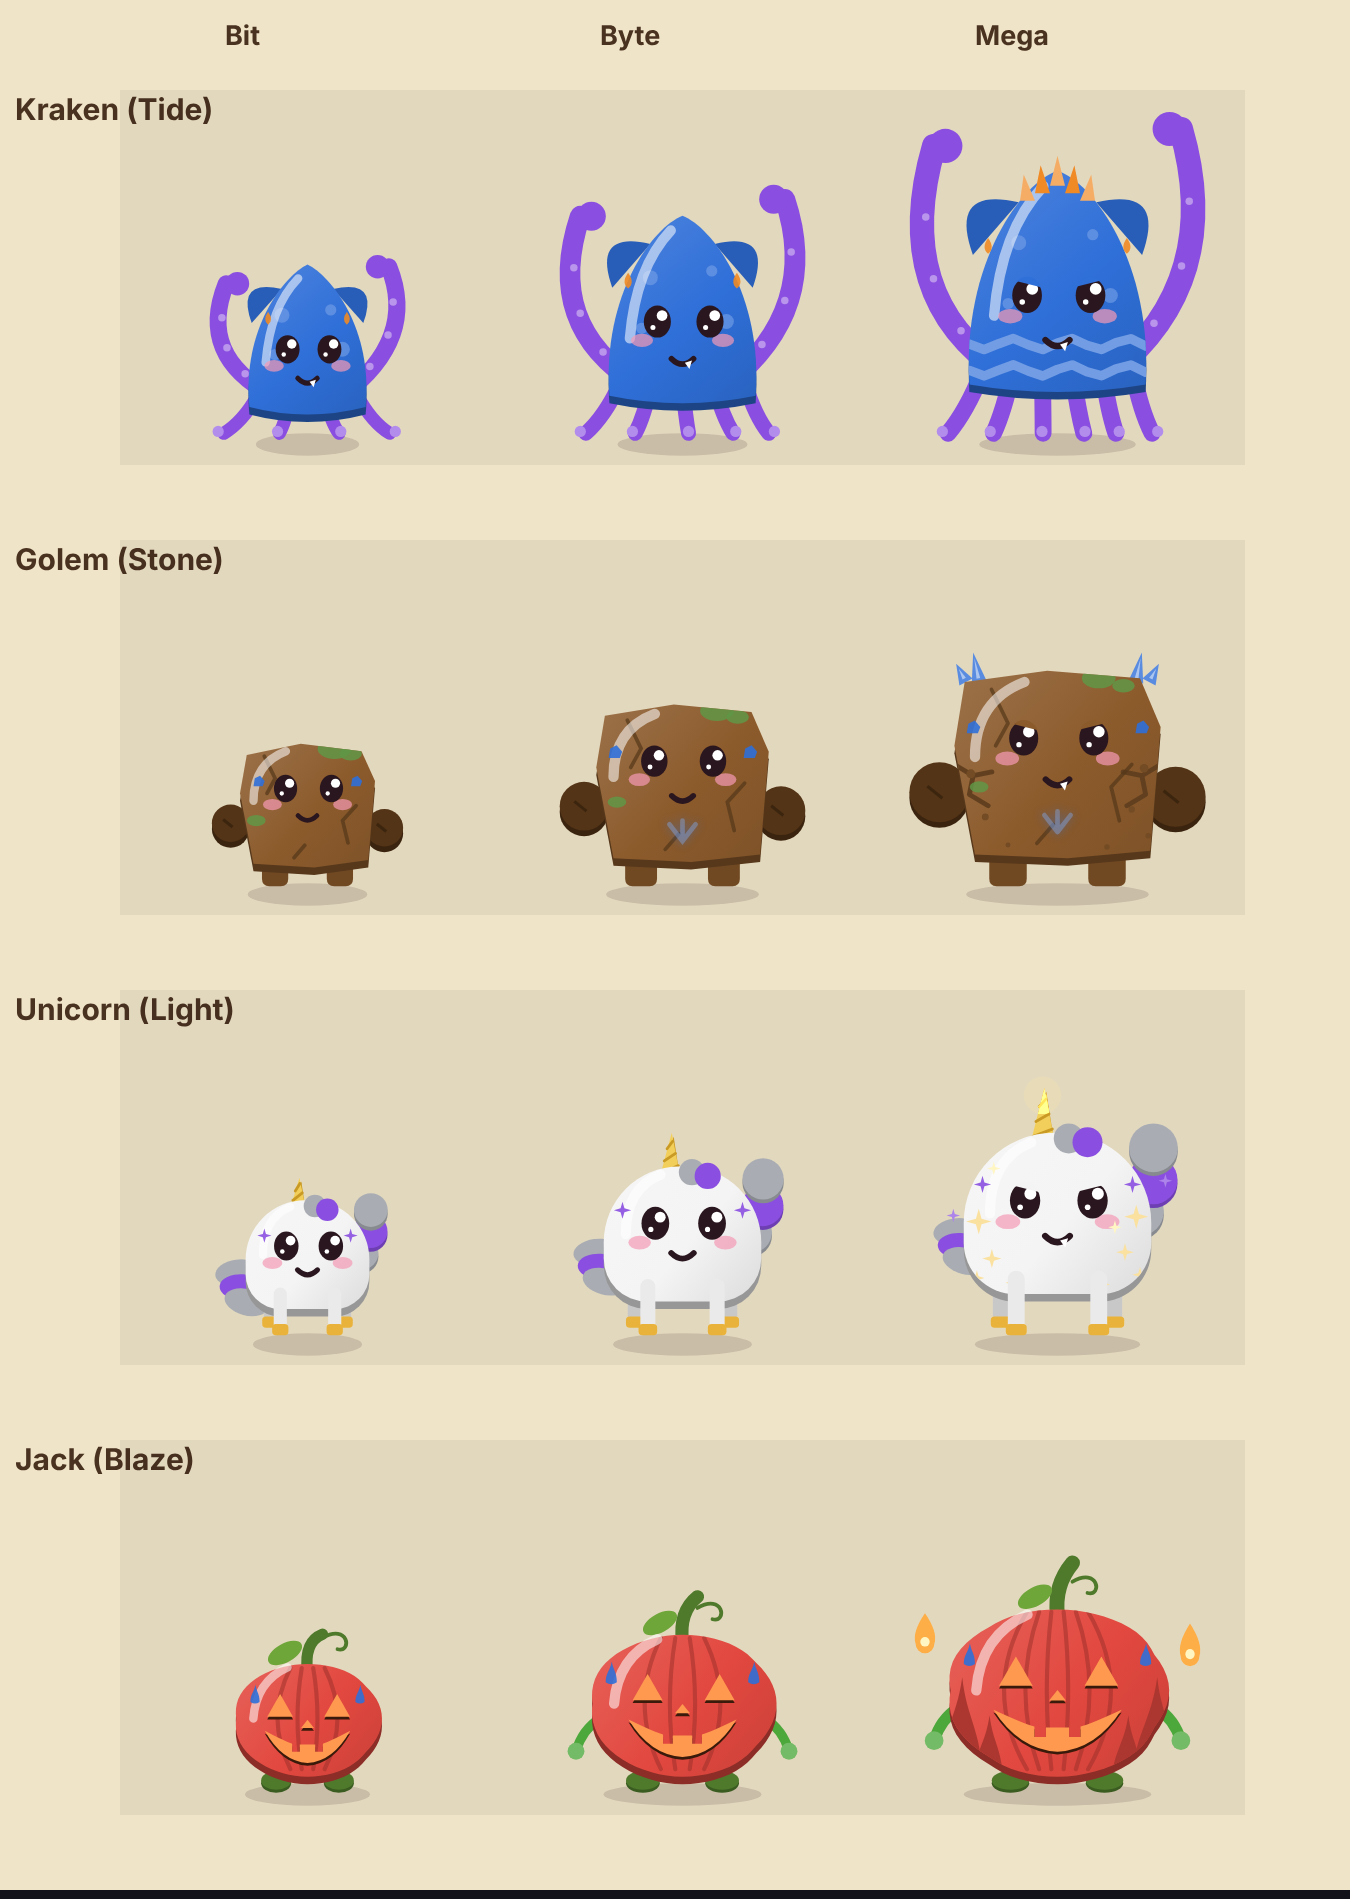 Bit Byte Mega
Kraken (Tide)
Golem (Stone)
Unicorn (Light)
Jack (Blaze)